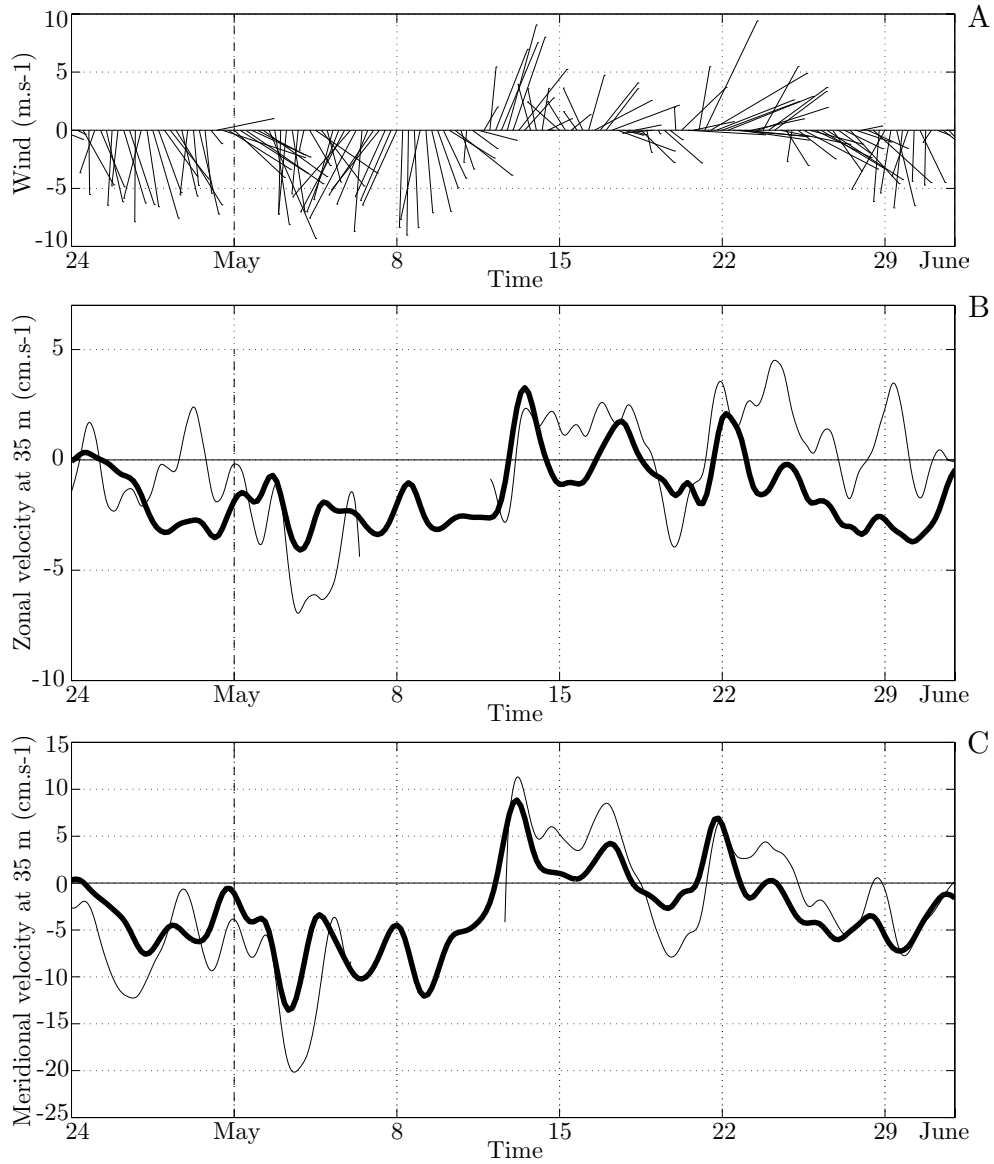 A
Wind (m.s-1)
10
5
0
-5
-10
24 May 8 15 22 29 June
Time
B
Zonal velocity at 35 m (cm.s-1)
5
0
-5
-10
24 May 8 15 22 29 June
Time
C
Meridional velocity at 35 m (cm.s-1)
15
10
5
0
-5
-10
-15
-20
-25
24 May 8 15 22 29 June
Time